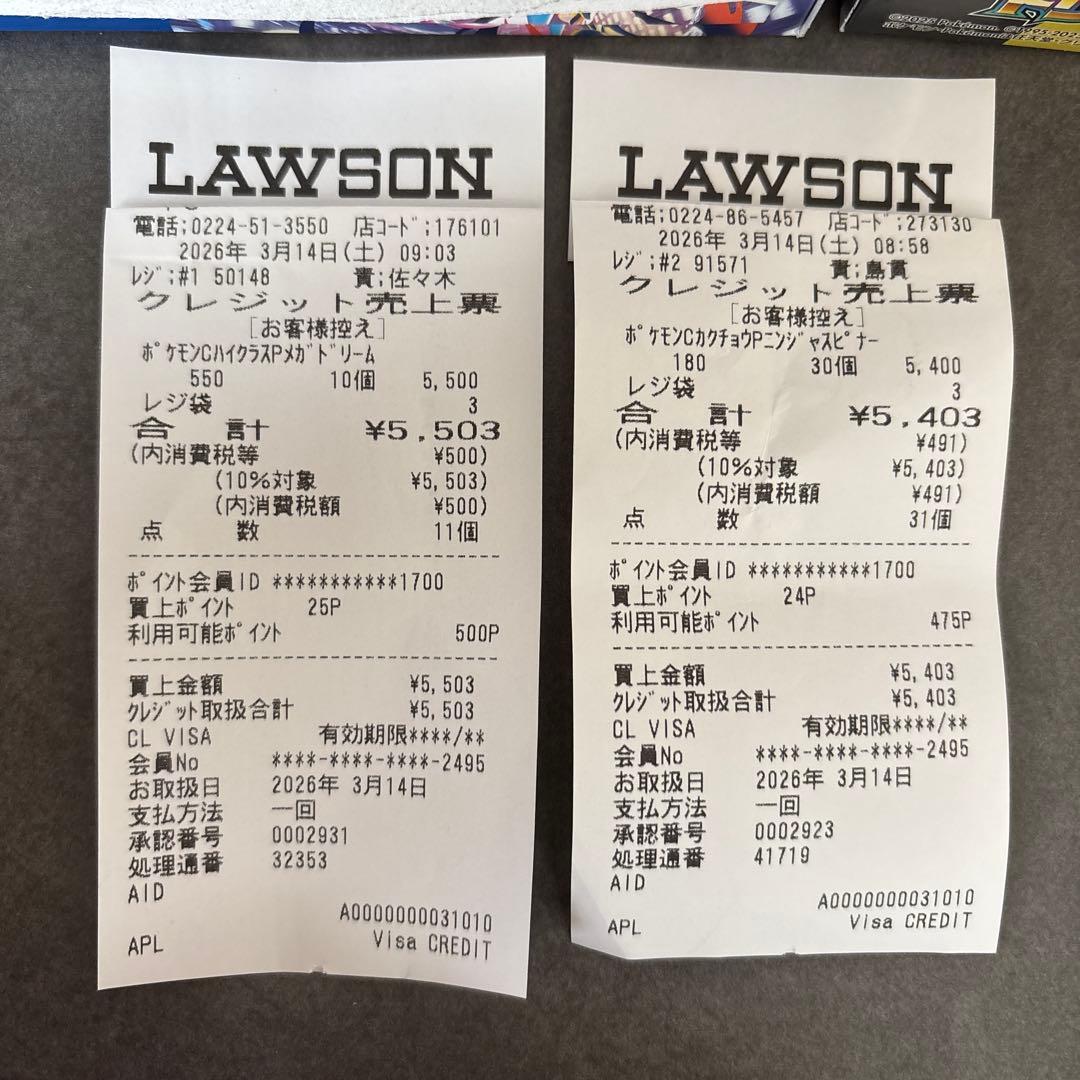 ©2025 Pokémon.
LAWSON
電話;0224-51-3550 店コード;176101
2026年 3月14日(土) 09:03
レジ;#1 50148 責;佐々木
クレジット売上票
[お客様控え]
ポケモンCハイクラスPメガドリーム
550 10個 5,500
レジ袋 3
合 計 ¥5,503
(内消費税等 ¥500)
(10%対象 ¥5,503)
(内消費税額 ¥500)
点 数 11個
ポイント会員ID ***********1700
買上ポイント 25P
利用可能ポイント 500P
買上金額 ¥5,503
クレジット取扱合計 ¥5,503
CL VISA 有効期限****/**
会員No ****-****-****-2495
お取扱日 2026年 3月14日
支払方法 一回
承認番号 0002931
処理通番 32353
AID
A0000000031010
APL Visa CREDIT
LAWSON
電話;0224-86-5457 店コード;273130
2026年 3月14日(土) 08:58
レジ;#2 91571 責;島貫
クレジット売上票
[お客様控え]
ポケモンCカクチョウPニンジャスピナー
180 30個 5,400
レジ袋 3
合 計 ¥5,403
(内消費税等 ¥491)
(10%対象 ¥5,403)
(内消費税額 ¥491)
点 数 31個
ポイント会員ID ***********1700
買上ポイント 24P
利用可能ポイント 475P
買上金額 ¥5,403
クレジット取扱合計 ¥5,403
CL VISA 有効期限****/**
会員No ****-****-****-2495
お取扱日 2026年 3月14日
支払方法 一回
承認番号 0002923
処理通番 41719
AID
A0000000031010
APL Visa CREDIT